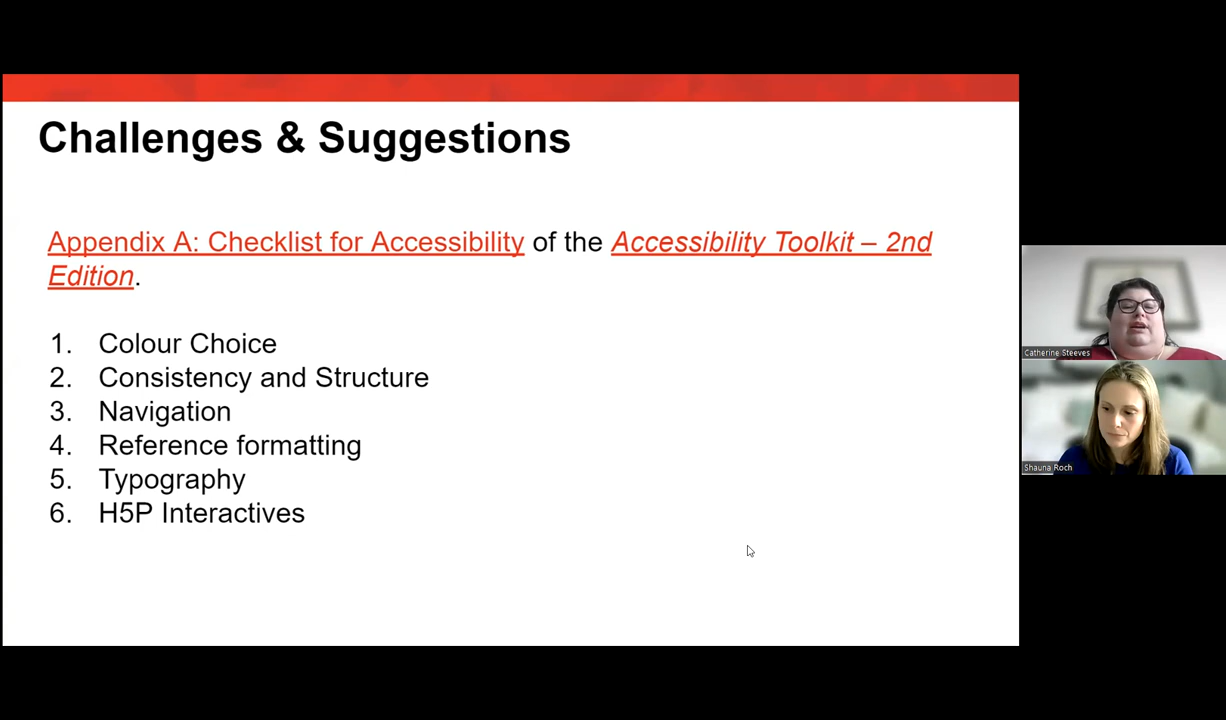 Challenges & Suggestions
Appendix A: Checklist for Accessibility of the Accessibility Toolkit – 2nd
Edition.
1. Colour Choice
2. Consistency and Structure
3. Navigation
4. Reference formatting
5. Typography
6. H5P Interactives
Catherine Steeves
Shauna Roch